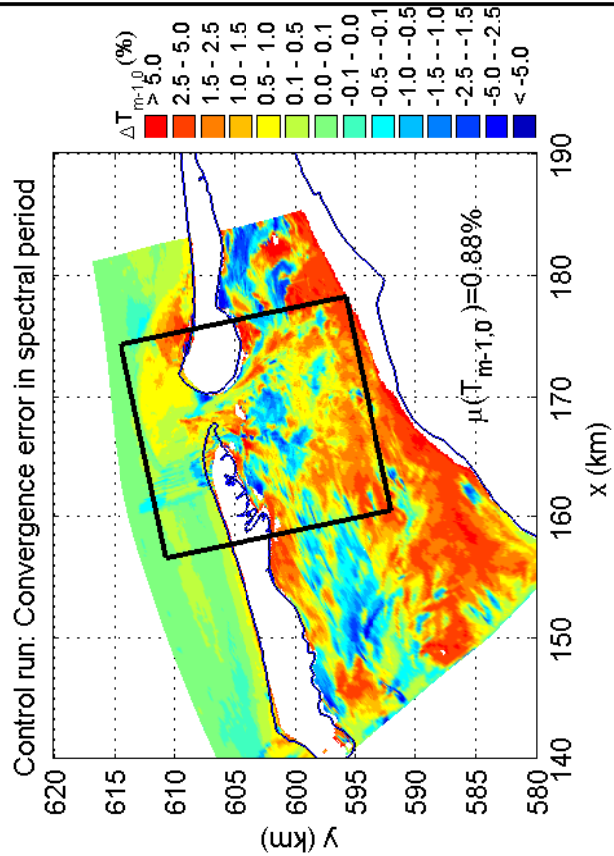 Control run: Convergence error in spectral period
ΔT_{m-1,0} (%)
> 5.0
2.5 - 5.0
1.5 - 2.5
1.0 - 1.5
0.5 - 1.0
0.1 - 0.5
0.0 - 0.1
-0.1 - 0.0
-0.5 - -0.1
-1.0 - -0.5
-1.5 - -1.0
-2.5 - -1.5
-5.0 - -2.5
< -5.0
620
615
610
605
600
595
590
585
580
y (km)
μ(T_{m-1,0})=0.88%
140
150
160
170
180
190
x (km)